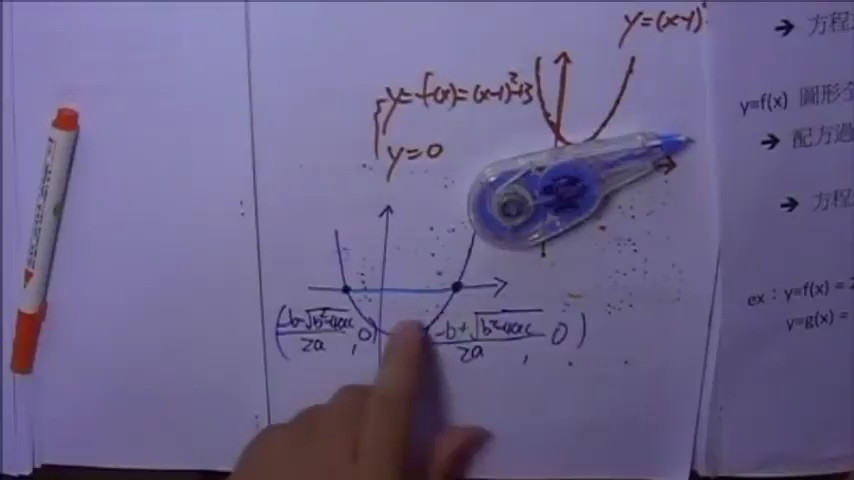 y=(x-1)²
y=f(x)=(x-1)²+3
y=0
(-b-√b²-4ac/2a, 0)
(-b+√b²-4ac/2a, 0)
→ 方程
y=f(x) 圖形
→ 配方
→ 方程
ex：y=f(x) =
y=g(x) =